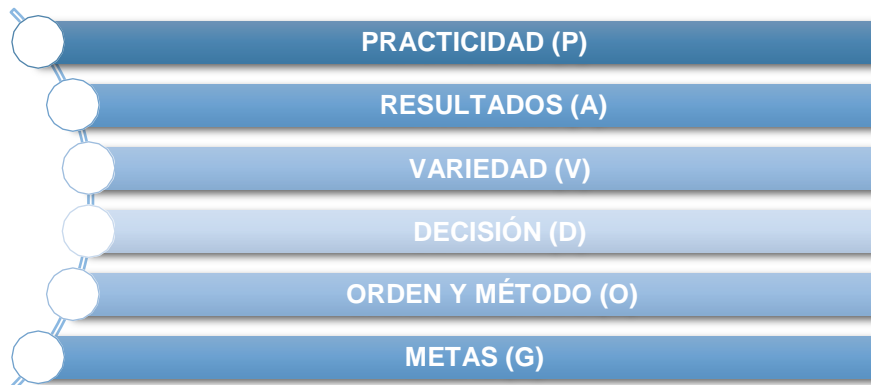 PRACTICIDAD (P)
RESULTADOS (A)
VARIEDAD (V)
DECISIÓN (D)
ORDEN Y MÉTODO (O)
METAS (G)